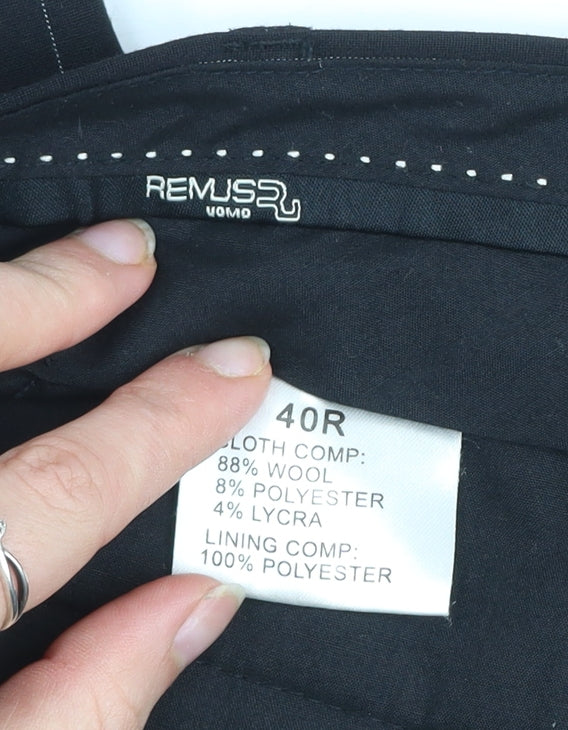 REMUS
UOMO
40R
CLOTH COMP:
88% WOOL
8% POLYESTER
4% LYCRA
LINING COMP:
100% POLYESTER